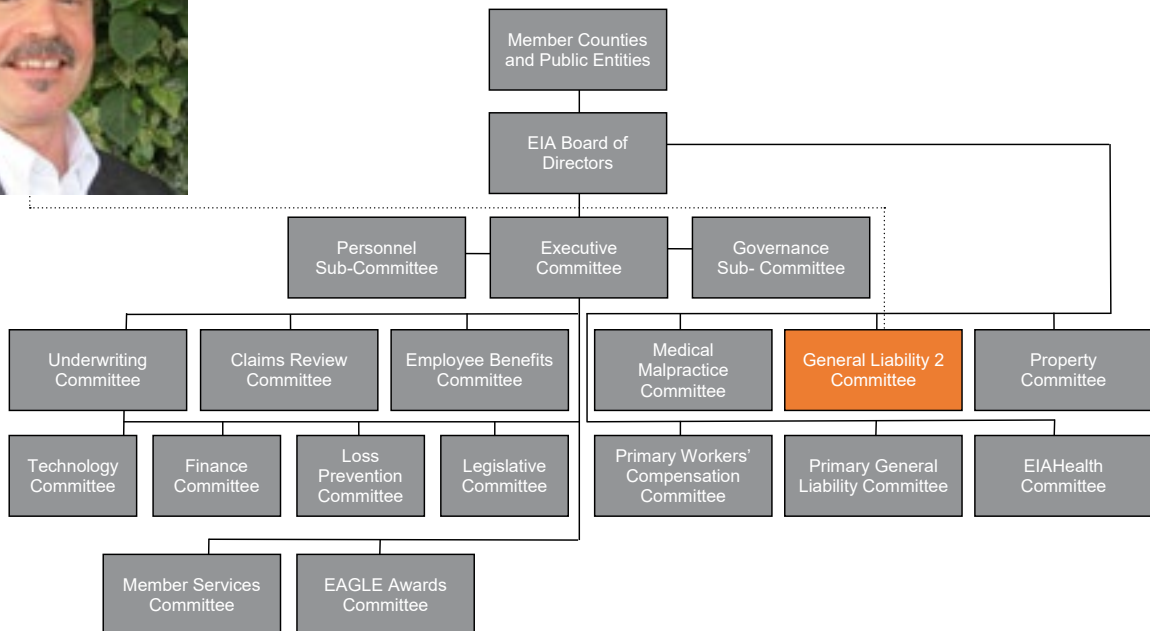 Member Counties
and Public Entities
EIA Board of
Directors
Personnel
Sub-Committee
Executive
Committee
Governance
Sub- Committee
Underwriting
Committee
Claims Review
Committee
Employee Benefits
Committee
Medical
Malpractice
Committee
General Liability 2
Committee
Property
Committee
Technology
Committee
Finance
Committee
Loss
Prevention
Committee
Legislative
Committee
Primary Workers’
Compensation
Committee
Primary General
Liability Committee
EIAHealth
Committee
Member Services
Committee
EAGLE Awards
Committee